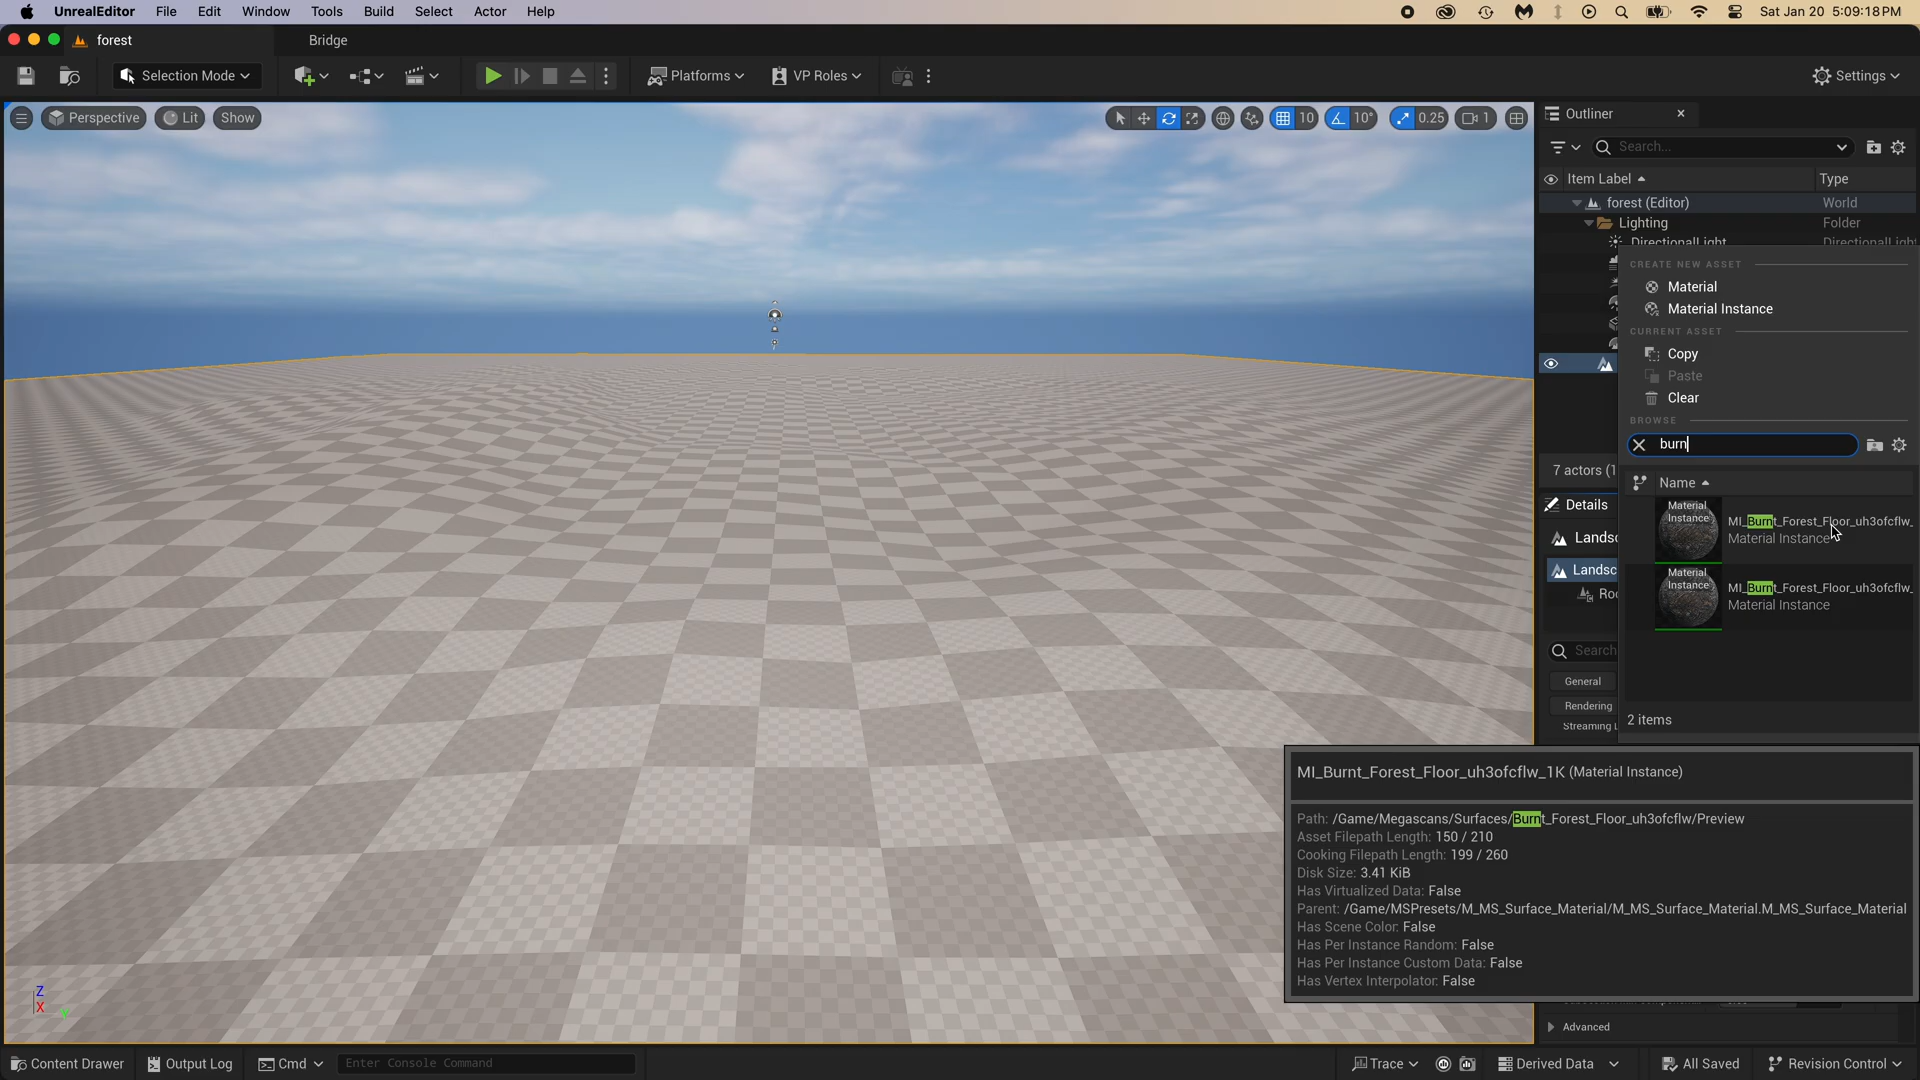 UnrealEditor File Edit Window Tools Build Select Actor Help Sat Jan 20 5:09:18 PM
forest Bridge
Selection Mode Platforms VP Roles Settings
Perspective Lit Show 10 10° 0.25 1
Outliner
Search...
Item Label Type
forest (Editor) World
Lighting Folder
DirectionalLight DirectionalLight
CREATE NEW ASSET
Material
Material Instance
CURRENT ASSET
Copy
Paste
Clear
BROWSE
burn
7 actors (1
Name
Details
Material Instance
MI_Burnt_Forest_Floor_uh3ofcflw_
Material Instance
Landsc
Landsc
Material Instance
MI_Burnt_Forest_Floor_uh3ofcflw_
Material Instance
Roo
Search
General
Rendering
Streaming L
2 items
MI_Burnt_Forest_Floor_uh3ofcflw_1K (Material Instance)
Path: /Game/Megascans/Surfaces/Burnt_Forest_Floor_uh3ofcflw/Preview
Asset Filepath Length: 150 / 210
Cooking Filepath Length: 199 / 260
Disk Size: 3.41 KiB
Has Virtualized Data: False
Parent: /Game/MSPresets/M_MS_Surface_Material/M_MS_Surface_Material.M_MS_Surface_Material
Has Scene Color: False
Has Per Instance Random: False
Has Per Instance Custom Data: False
Has Vertex Interpolator: False
Z
X
Y
Advanced
Content Drawer Output Log Cmd Enter Console Command Trace Derived Data All Saved Revision Control